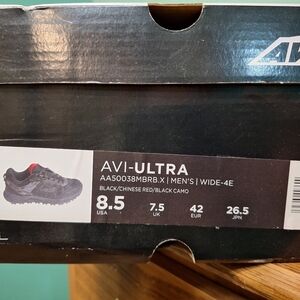 AVI-ULTRA
AA50038MBRB.X | MEN'S | WIDE-4E
BLACK/CHINESE RED/BLACK CAMO
8.5 7.5 42 26.5
USA UK EUR JPN